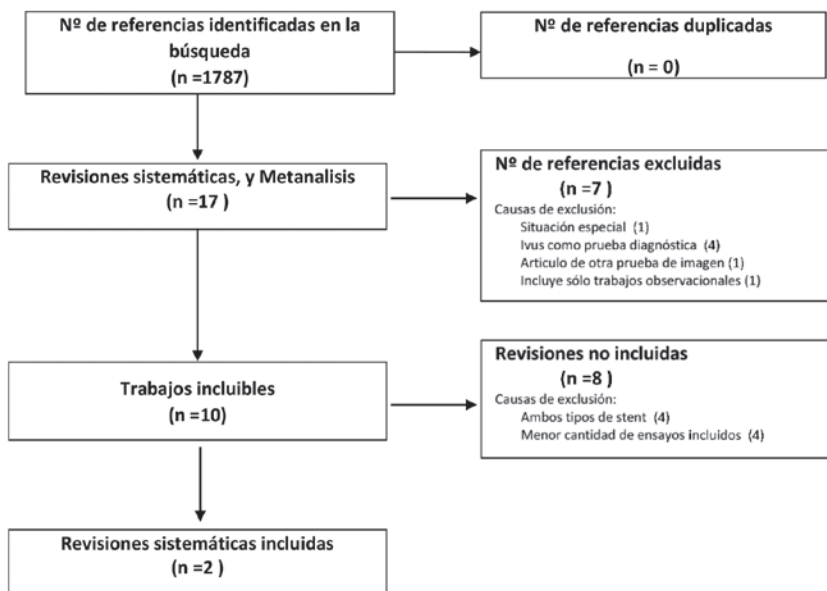 Nº de referencias identificadas en la
búsqueda
(n =1787)
Nº de referencias duplicadas
(n = 0)
Revisiones sistemáticas, y Metanalisis
(n =17 )
Nº de referencias excluidas
(n =7 )
Causas de exclusión:
Situación especial (1)
Ivus como prueba diagnóstica (4)
Articulo de otra prueba de imagen (1)
Incluye sólo trabajos observacionales (1)
Trabajos incluibles
(n =10)
Revisiones no incluidas
(n =8 )
Causas de exclusión:
Ambos tipos de stent (4)
Menor cantidad de ensayos incluidos (4)
Revisiones sistemáticas incluidas
(n =2 )